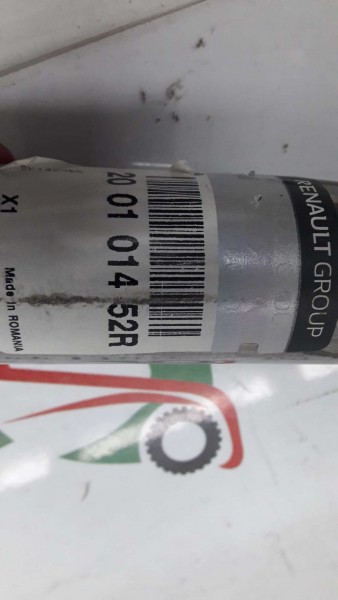 RENAULT GROUP
20 01 014 52R
X1
Made in ROMANIA